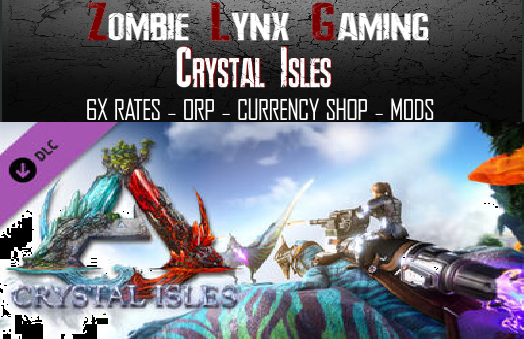 Zombie Lynx Gaming
Crystal Isles
6X RATES - ORP - CURRENCY SHOP - MODS
DLC
CRYSTAL ISLES